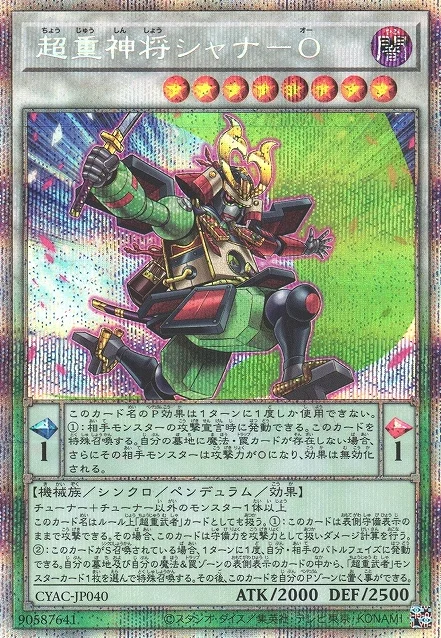 超重神将シャナ－O
闇
このカード名のP効果は1ターンに1度しか使用できない。
①：相手モンスターの攻撃宣言時に発動できる。このカードを
特殊召喚する。自分の墓地に魔法・罠カードが存在しない場合、
さらにその相手モンスターは攻撃力が0になり、効果は無効化
される。
1
1
【機械族／シンクロ／ペンデュラム／効果】
チューナー＋チューナー以外のモンスター1体以上
このカード名はルール上「超重武者」カードとしても扱う。①：このカードは表側守備表示の
ままで攻撃できる。その場合、このカードは守備力を攻撃力として扱いダメージ計算を行う。
②：このカードがS召喚されている場合、1ターンに1度、自分・相手のバトルフェイズに発動
できる。自分の墓地及び自分の魔法＆罠ゾーンの表側表示のカードの中から、「超重武者」モン
スターカード1枚を選んで特殊召喚する。その後、このカードを自分のPゾーンに置く事ができる。
CYAC-JP040
ATK/2000 DEF/2500
90587641
©スタジオ・ダイス／集英社・テレビ東京・KONAMI